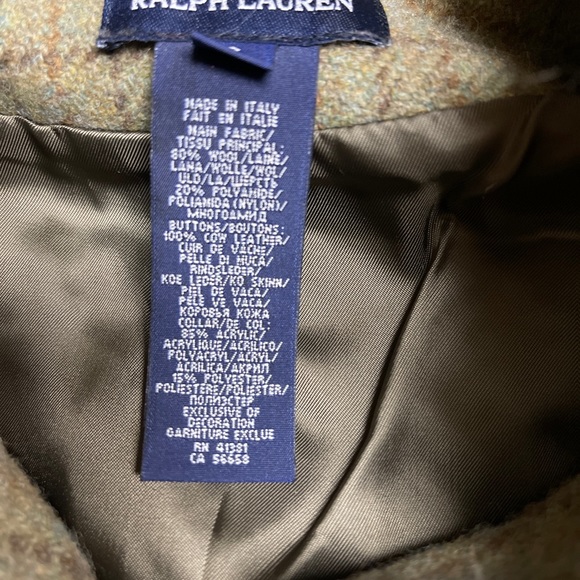 RALPH LAUREN
MADE IN ITALY
FAIT EN ITALIE
MAIN FABRIC/
TISSU PRINCIPAL:
80% WOOL/LAINE/
LANA/WOLLE/WOL/
LILD/LA/ШЕРСТЬ
20% POLYAMIDE/
POLIAMIDA(NYLON)/
МНОГОАМИД
BUTTONS/BOUTONS:
100% COW LEATHER/
CUIR DE VACHE/
PELLE DI MUCA/
RINDSLEDER/
KOE LEDER/KO SKINN/
PIEL DE VACA/
PELE VE VACA/
КОРОВЬЯ КОЖА
COLLAR/DE COL:
85% ACRYLIC/
ACRYLIQUE/ACRILICO/
POLYACRYL/ACRYL/
ACRILICA/АКРИЛ
15% POLYESTER/
POLIESTERE/POLIESTER/
ПОЛИЭСТЕР
EXCLUSIVE OF
DECORATION
GARNITURE EXCLUE
RN 41381
CA 56658